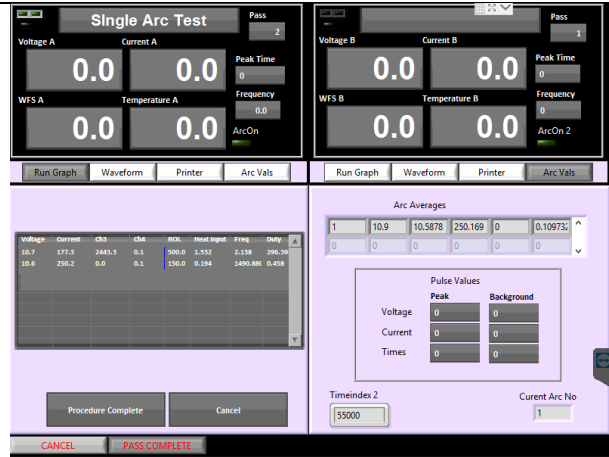 SIngle Arc Test
Pass
2
Voltage A
Current A
0.0
0.0
Peak Time
0
WFS A
Temperature A
Frequency
0.0
0.0
0.0
ArcOn
Pass
1
Voltage B
Current B
0.0
0.0
Peak Time
0
WFS B
Temperature B
Frequency
0
0.0
0.0
ArcOn 2
Run Graph
Waveform
Printer
Arc Vals
Run Graph
Waveform
Printer
Arc Vals
Voltage Current Ch3 Ch4 ROL Heat Input Freq Duty
10.7 177.3 2443.3 0.1 500.0 1.532 2.138 296.59
10.6 250.2 0.0 0.1 150.0 0.194 1490.88( 0.458
Procedure Complete
Cancel
Arc Averages
1 10.9 10.5878 250.169 0 0.109732
0 0 0 0 0 0
Pulse Values
Peak Background
Voltage 0 0
Current 0 0
Times 0 0
Timeindex 2
55000
Curent Arc No
1
CANCEL
PASS COMPLETE